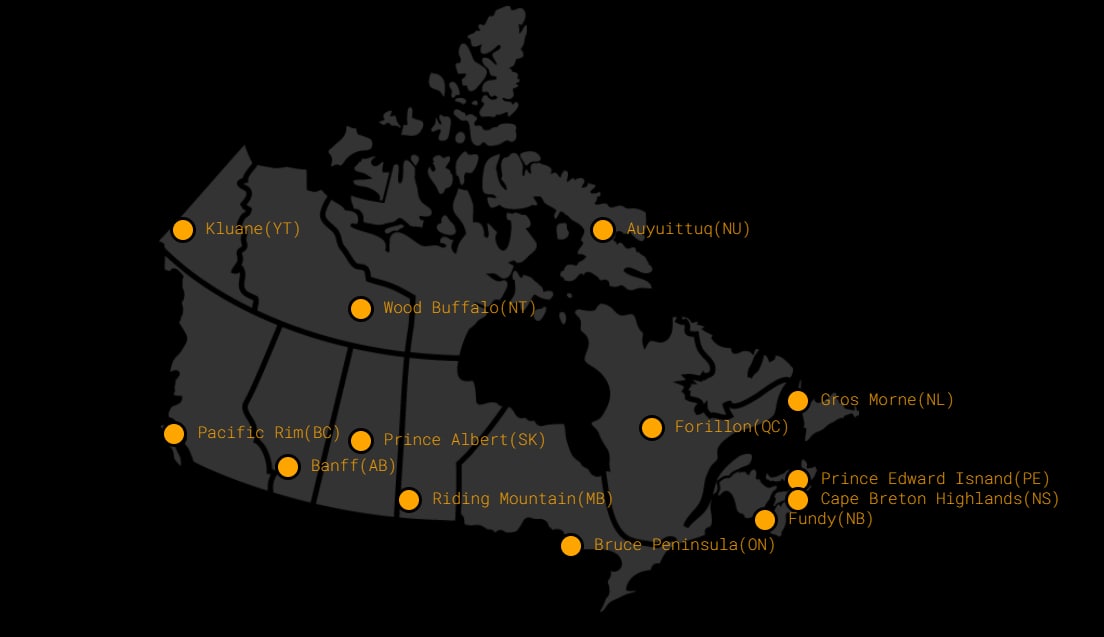 Kluane(YT)
Auyuittuq(NU)
Wood Buffalo(NT)
Gros Morne(NL)
Forillon(QC)
Pacific Rim(BC)
Prince Albert(SK)
Banff(AB)
Prince Edward Isnand(PE)
Riding Mountain(MB)
Cape Breton Highlands(NS)
Fundy(NB)
Bruce Peninsula(ON)